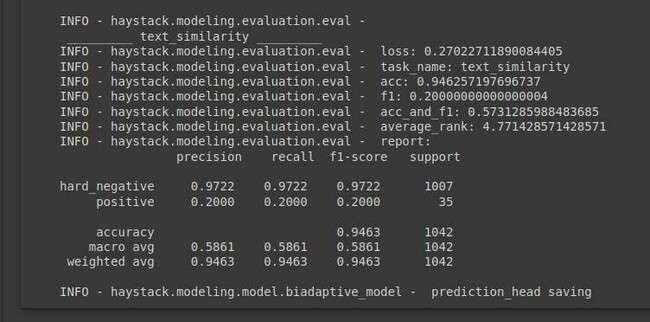 INFO - haystack.modeling.evaluation.eval -
__________ text_similarity __________
INFO - haystack.modeling.evaluation.eval - loss: 0.27022711890084405
INFO - haystack.modeling.evaluation.eval - task_name: text_similarity
INFO - haystack.modeling.evaluation.eval - acc: 0.946257197696737
INFO - haystack.modeling.evaluation.eval - f1: 0.20000000000000004
INFO - haystack.modeling.evaluation.eval - acc_and_f1: 0.5731285988483685
INFO - haystack.modeling.evaluation.eval - average_rank: 4.771428571428571
INFO - haystack.modeling.evaluation.eval - report:
precision recall f1-score support
hard_negative 0.9722 0.9722 0.9722 1007
positive 0.2000 0.2000 0.2000 35
accuracy 0.9463 1042
macro avg 0.5861 0.5861 0.5861 1042
weighted avg 0.9463 0.9463 0.9463 1042
INFO - haystack.modeling.model.biadaptive_model - prediction_head saving